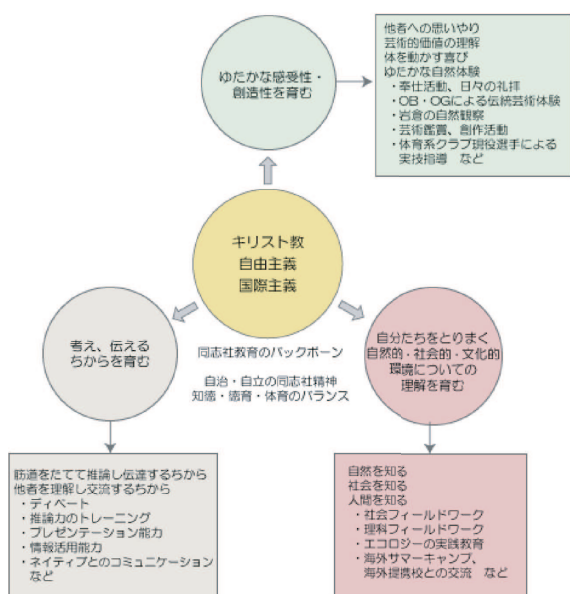 ゆたかな感受性・
創造性を育む
他者への思いやり
芸術的価値の理解
体を動かす喜び
ゆたかな自然体験
・奉仕活動、日々の礼拝
・OB・OGによる伝統芸術体験
・岩倉の自然観察
・芸術鑑賞、創作活動
・体育系クラブ現役選手による
実技指導 など
キリスト教
自由主義
国際主義
同志社教育のバックボーン
自治・自立の同志社精神
知徳・徳育・体育のバランス
考え、伝える
ちからを育む
筋道をたてて推論し伝達するちから
他者を理解し交流するちから
・ディベート
・推論力のトレーニング
・プレゼンテーション能力
・情報活用能力
・ネイティブとのコミュニケーション
など
自分たちをとりまく
自然的・社会的・文化的
環境についての
理解を育む
自然を知る
社会を知る
人間を知る
・社会フィールドワーク
・理科フィールドワーク
・エコロジーの実践教育
・海外サマーキャンプ、
海外提携校との交流 など